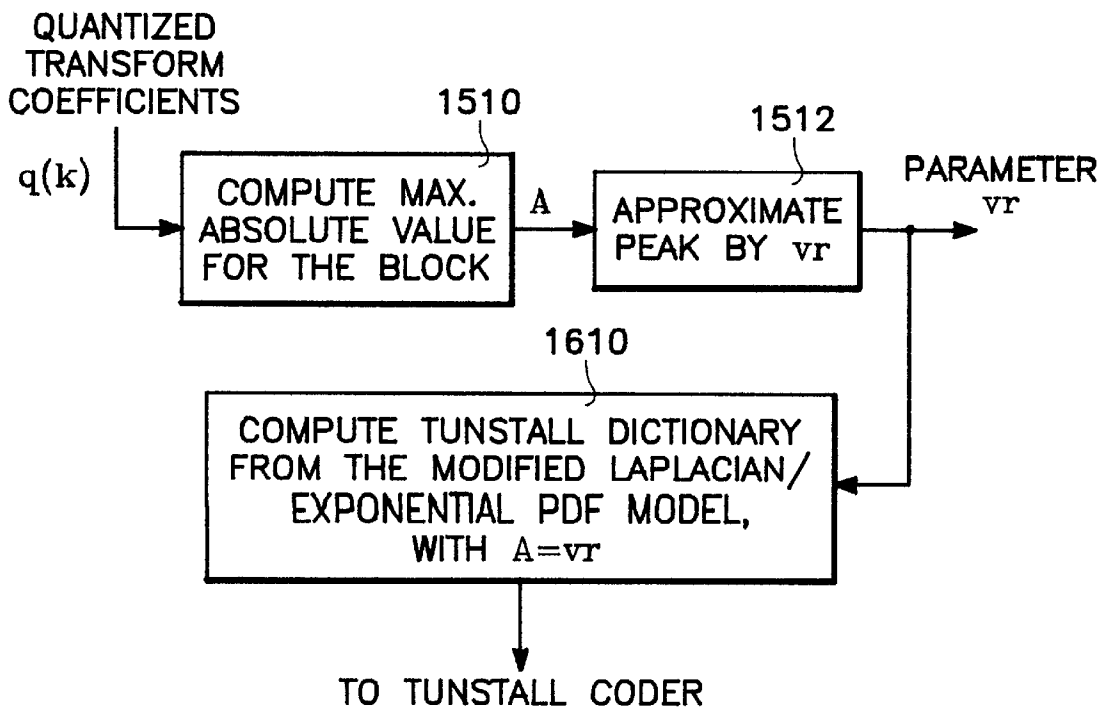 QUANTIZED
TRANSFORM
COEFFICIENTS
q(k)
1510
COMPUTE MAX.
ABSOLUTE VALUE
FOR THE BLOCK
A
1512
APPROXIMATE
PEAK BY vr
PARAMETER
vr
1610
COMPUTE TUNSTALL DICTIONARY
FROM THE MODIFIED LAPLACIAN/
EXPONENTIAL PDF MODEL,
WITH A=vr
TO TUNSTALL CODER